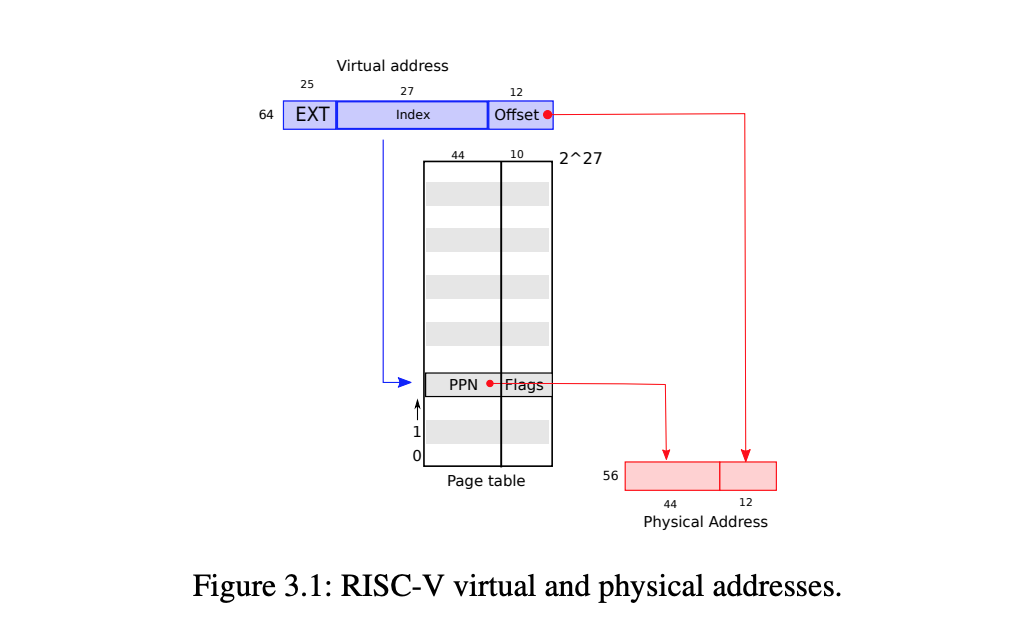 Virtual address
25
27
12
64
EXT
Index
Offset
44
10
2^27
PPN
Flags
1
0
Page table
56
44
12
Physical Address
Figure 3.1: RISC-V virtual and physical addresses.